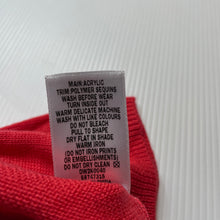 MAIN:ACRYLIC
TRIM:POLYMER SEQUINS
WASH BEFORE WEAR
TURN INSIDE OUT
WARM DELICATE MACHINE
WASH WITH LIKE COLOURS
DO NOT BLEACH
PULL TO SHAPE
DRY FLAT IN SHADE
WARM IRON
(DO NOT IRON PRINTS
OR EMBELLISHMENTS)
DO NOT DRY CLEAN